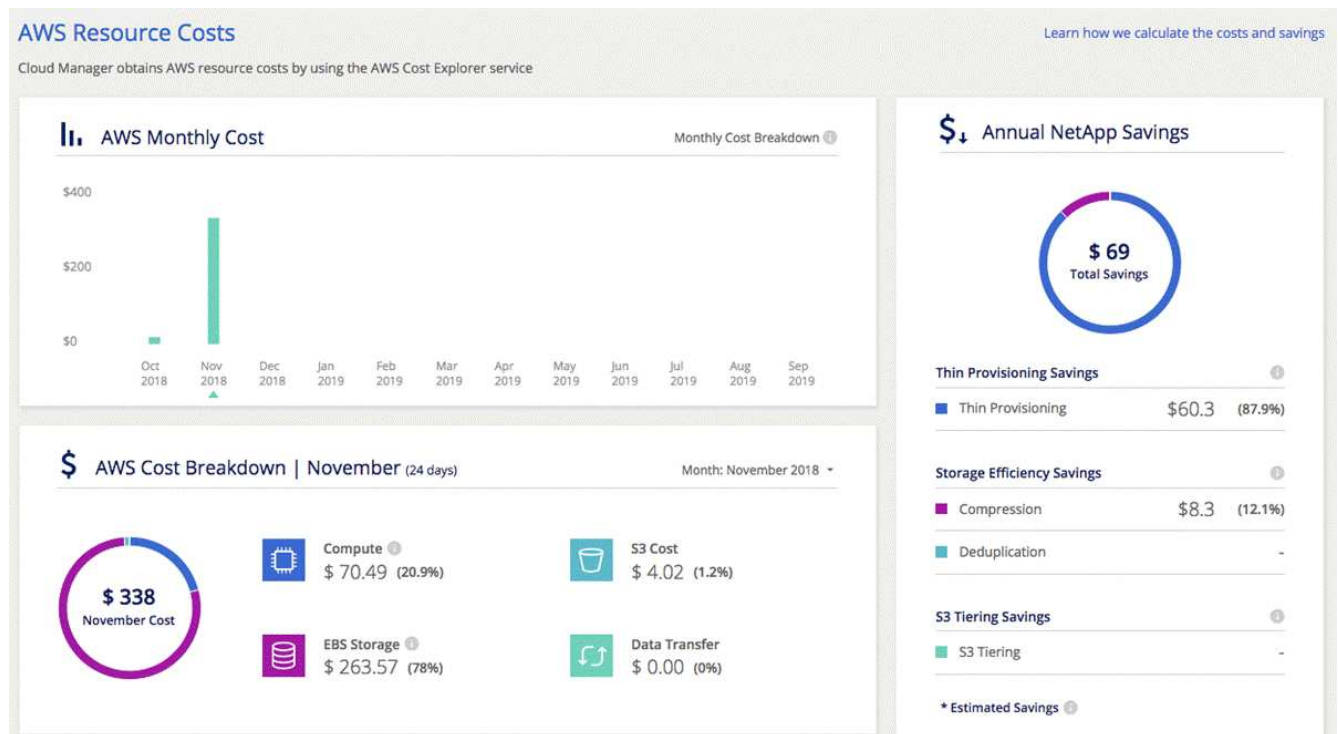 AWS Resource Costs
Learn how we calculate the costs and savings
Cloud Manager obtains AWS resource costs by using the AWS Cost Explorer service
AWS Monthly Cost
Monthly Cost Breakdown
$400
$200
$0
Oct Nov Dec Jan Feb Mar Apr May Jun Jul Aug Sep
2018 2018 2018 2019 2019 2019 2019 2019 2019 2019 2019 2019
AWS Cost Breakdown | November (24 days)
Month: November 2018
$ 338
November Cost
Compute
$ 70.49 (20.9%)
S3 Cost
$ 4.02 (1.2%)
EBS Storage
$ 263.57 (78%)
Data Transfer
$ 0.00 (0%)
Annual NetApp Savings
$ 69
Total Savings
Thin Provisioning Savings
Thin Provisioning $60.3 (87.9%)
Storage Efficiency Savings
Compression $8.3 (12.1%)
Deduplication -
S3 Tiering Savings
S3 Tiering -
* Estimated Savings